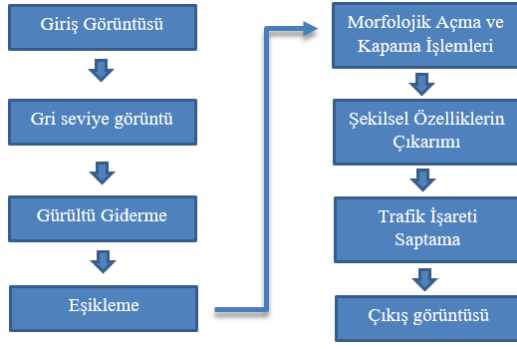 Giriş Görüntüsü
Gri seviye görüntü
Gürültü Giderme
Eşikleme
Morfolojik Açma ve
Kapama İşlemleri
Şekilsel Özelliklerin
Çıkarımı
Trafik İşareti
Saptama
Çıkış görüntüsü